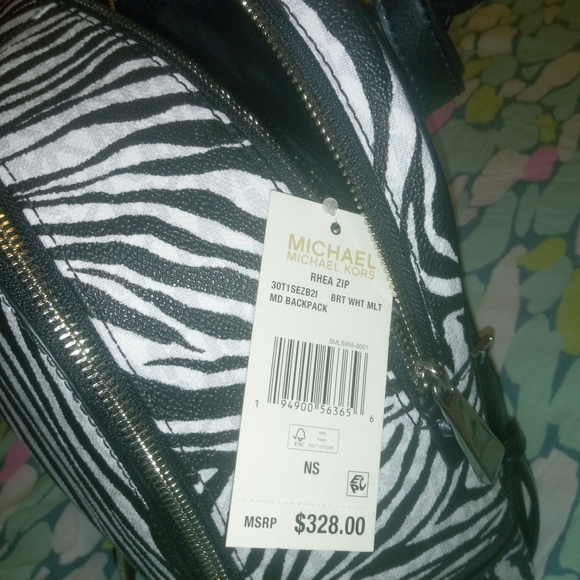 MICHAEL
MICHAEL KORS
RHEA ZIP
30T1SEZB2I BRT WHT MLT
MD BACKPACK
1 94900 56365 6
FSC
NS
MSRP $328.00